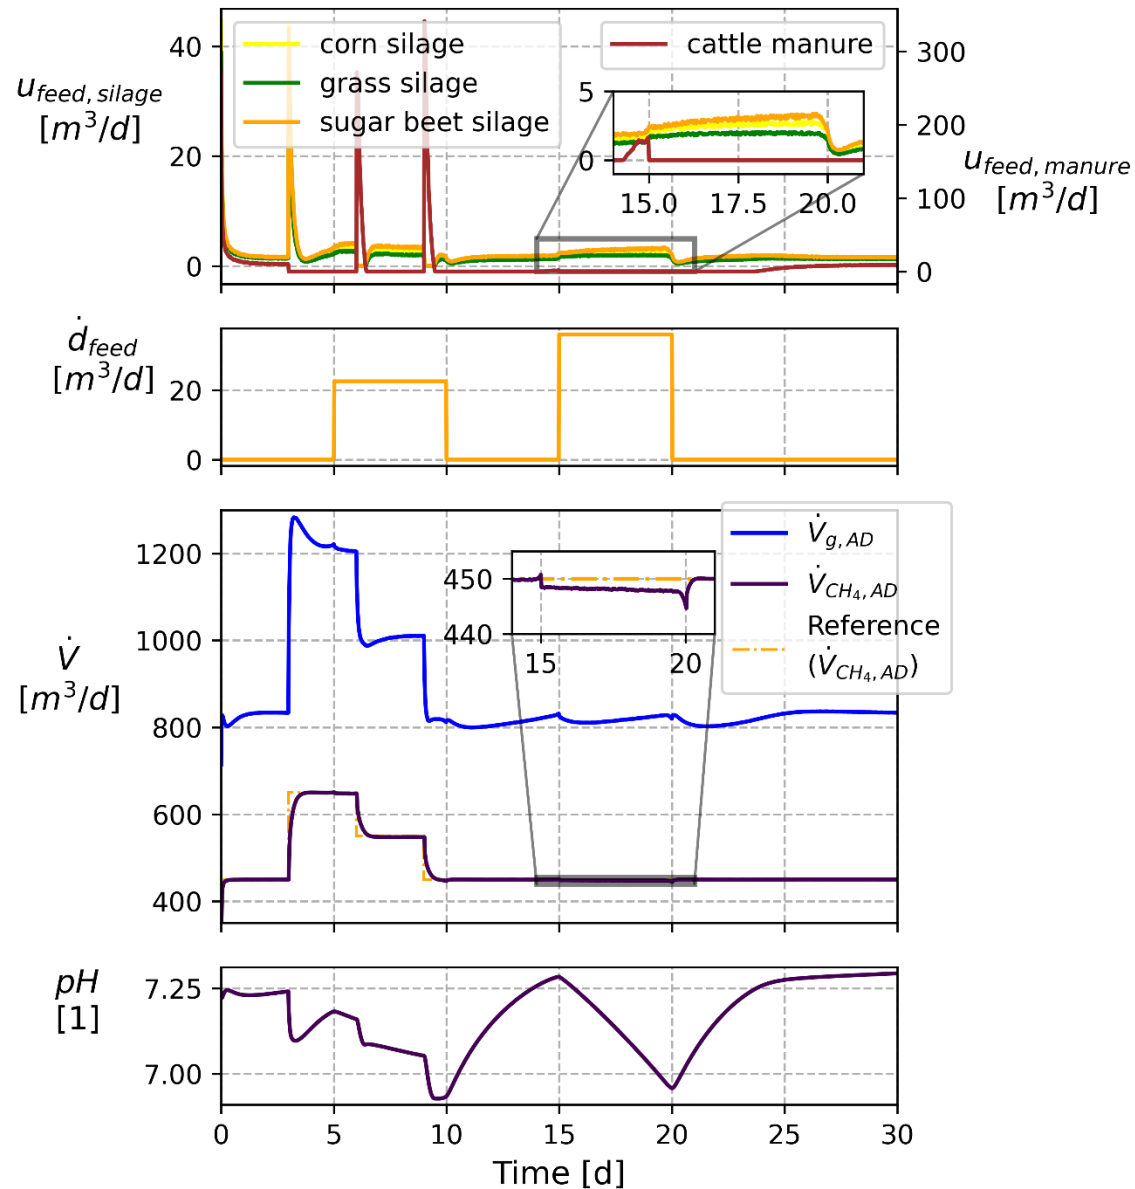 40
20
0
u_feed, silage
[m³/d]
corn silage
grass silage
sugar beet silage
cattle manure
5
0
15.0 17.5 20.0
300
200
100
0
u_feed, manure
[m³/d]
ḋ_feed
[m³/d]
20
0
V̇
[m³/d]
1200
1000
800
600
400
450
440
15 20
V̇_g, AD
V̇_CH₄, AD
Reference
(V̇_CH₄, AD)
pH
[1]
7.25
7.00
0 5 10 15 20 25 30
Time [d]